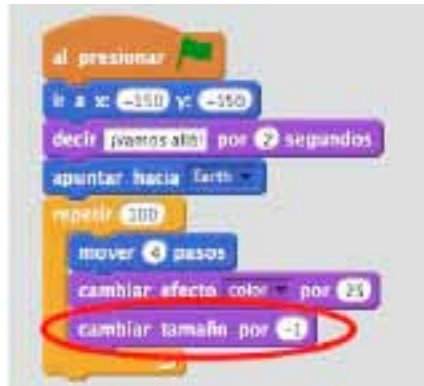 al presionar
ir a x: -150 y: -150
decir ¡Vamos allá! por 2 segundos
apuntar hacia Earth
repetir 100
mover 4 pasos
cambiar efecto color por 25
cambiar tamaño por -1